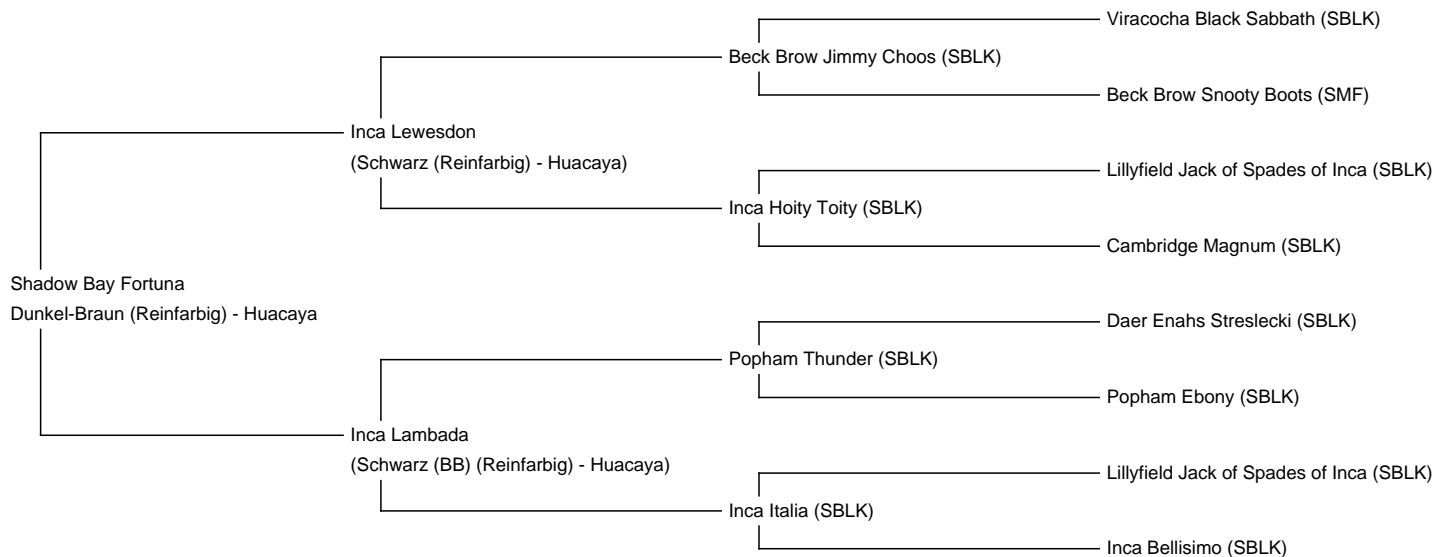 Viracocha Black Sabbath (SBLK)
Beck Brow Jimmy Choos (SBLK)
Beck Brow Snooty Boots (SMF)
Inca Lewesdon
(Schwarz (Reinfarbig) - Huacaya)
Lillyfield Jack of Spades of Inca (SBLK)
Inca Hoity Toity (SBLK)
Cambridge Magnum (SBLK)
Shadow Bay Fortuna
Dunkel-Braun (Reinfarbig) - Huacaya
Daer Enahs Streslecki (SBLK)
Popham Thunder (SBLK)
Popham Ebony (SBLK)
Inca Lambada
(Schwarz (BB) (Reinfarbig) - Huacaya)
Lillyfield Jack of Spades of Inca (SBLK)
Inca Italia (SBLK)
Inca Bellisimo (SBLK)